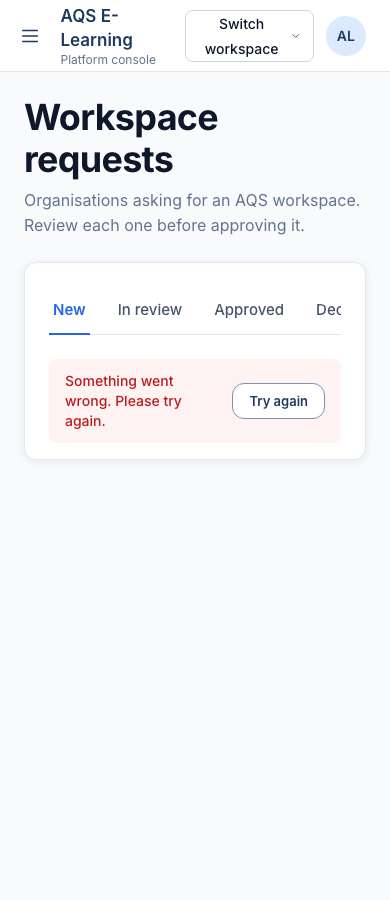 AQS E-
Learning
Platform console
Switch
workspace
AL
Workspace
requests
Organisations asking for an AQS workspace.
Review each one before approving it.
New
In review
Approved
Something went
wrong. Please try
again.
Try again